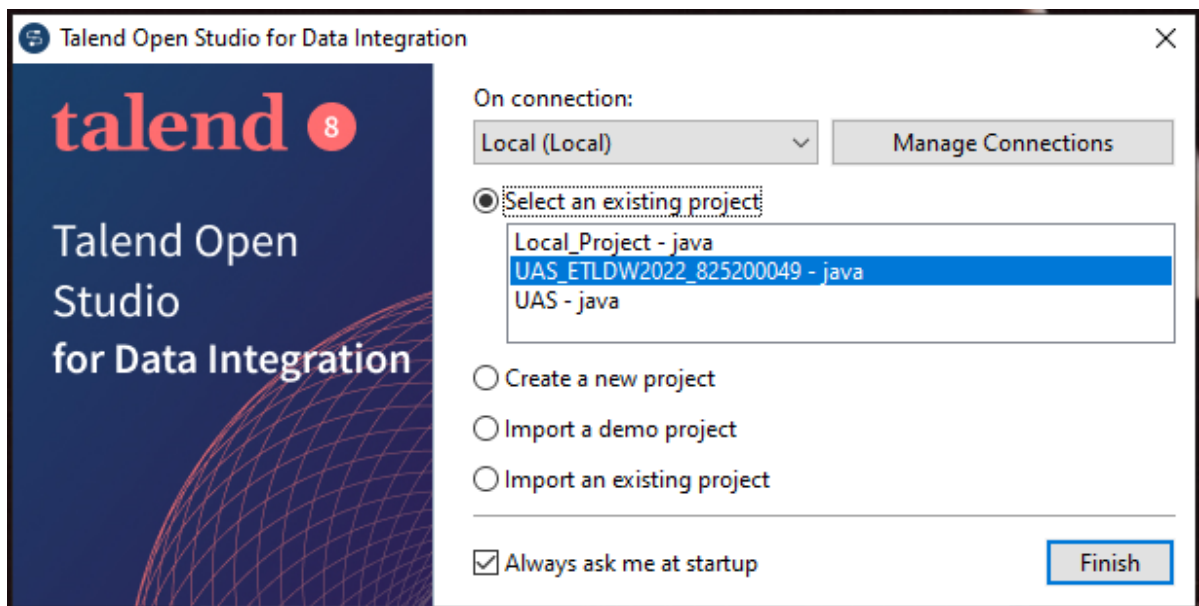 Talend Open Studio for Data Integration
talend 8
Talend Open
Studio
for Data Integration
On connection:
Local (Local)
Manage Connections
Select an existing project
Local_Project - java
UAS_ETLDW2022_825200049 - java
UAS - java
Create a new project
Import a demo project
Import an existing project
Always ask me at startup
Finish